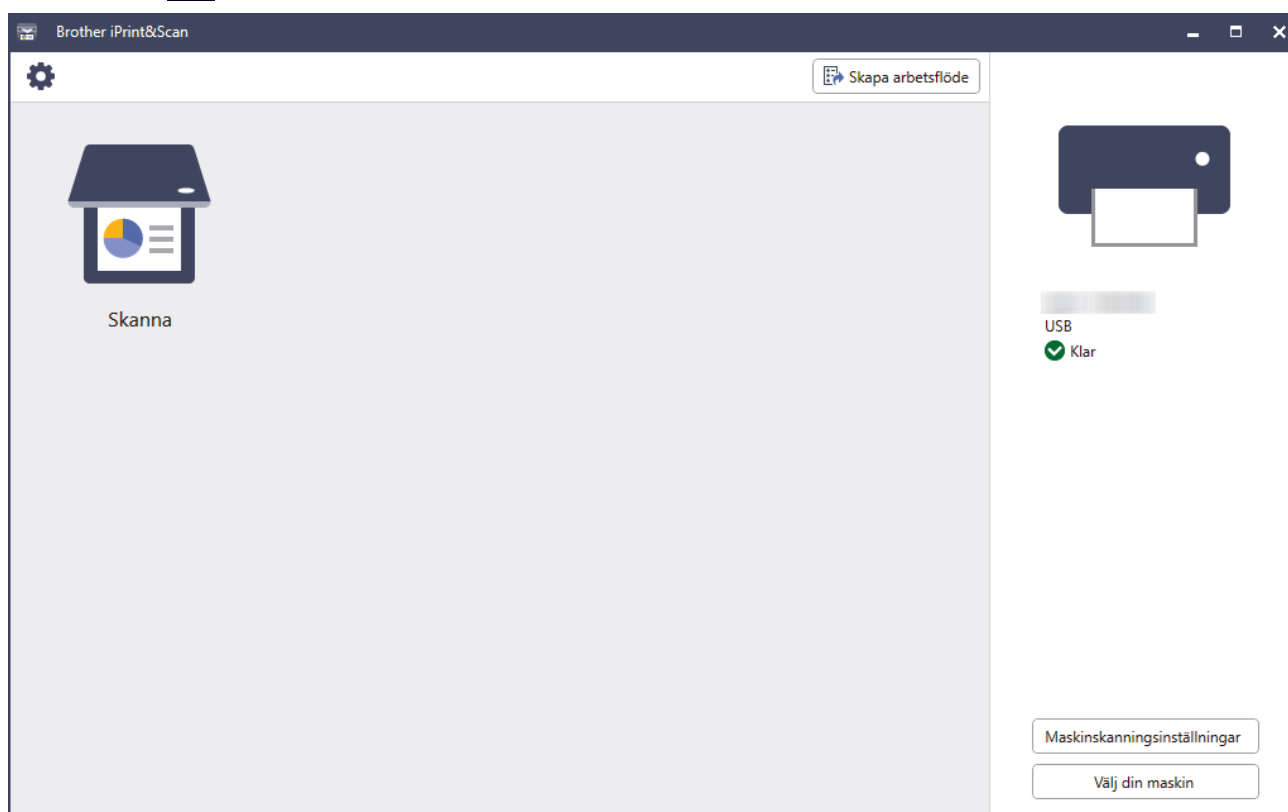 Brother iPrint&Scan
Skapa arbetsflöde
Skanna
USB
Klar
Maskinskanningsinställningar
Välj din maskin